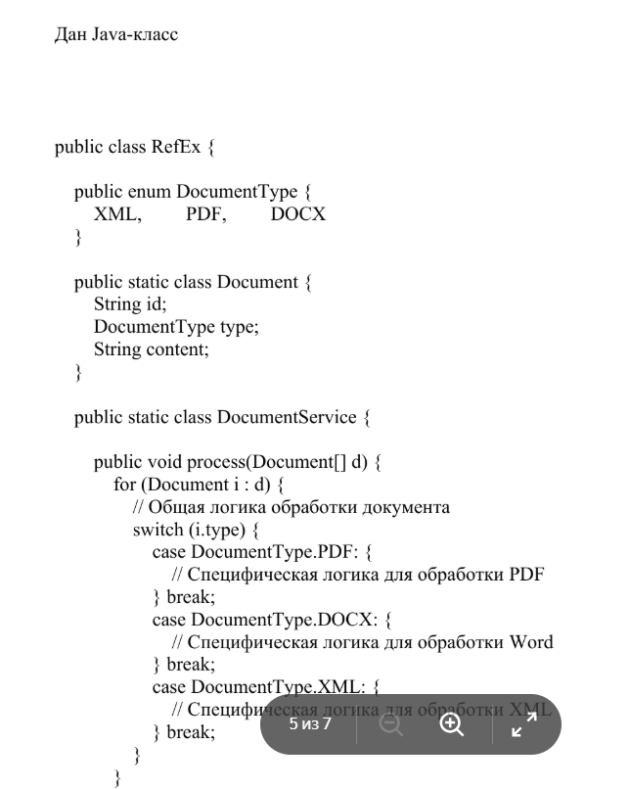 Дан Java-класс
public class RefEx {
public enum DocumentType {
XML, PDF, DOCX
}
public static class Document {
String id;
DocumentType type;
String content;
}
public static class DocumentService {
public void process(Document[] d) {
for (Document i : d) {
// Общая логика обработки документа
switch (i.type) {
case DocumentType.PDF: {
// Специфическая логика для обработки PDF
} break;
case DocumentType.DOCX: {
// Специфическая логика для обработки Word
} break;
case DocumentType.XML: {
// Специфическая логика для обработки XML
5 из 7
} break;
}
}